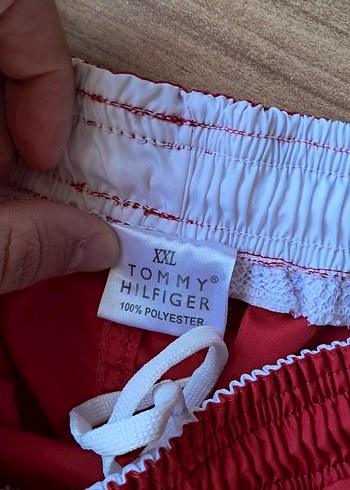 XXL
TOMMY®
HILFIGER
100% POLYESTER